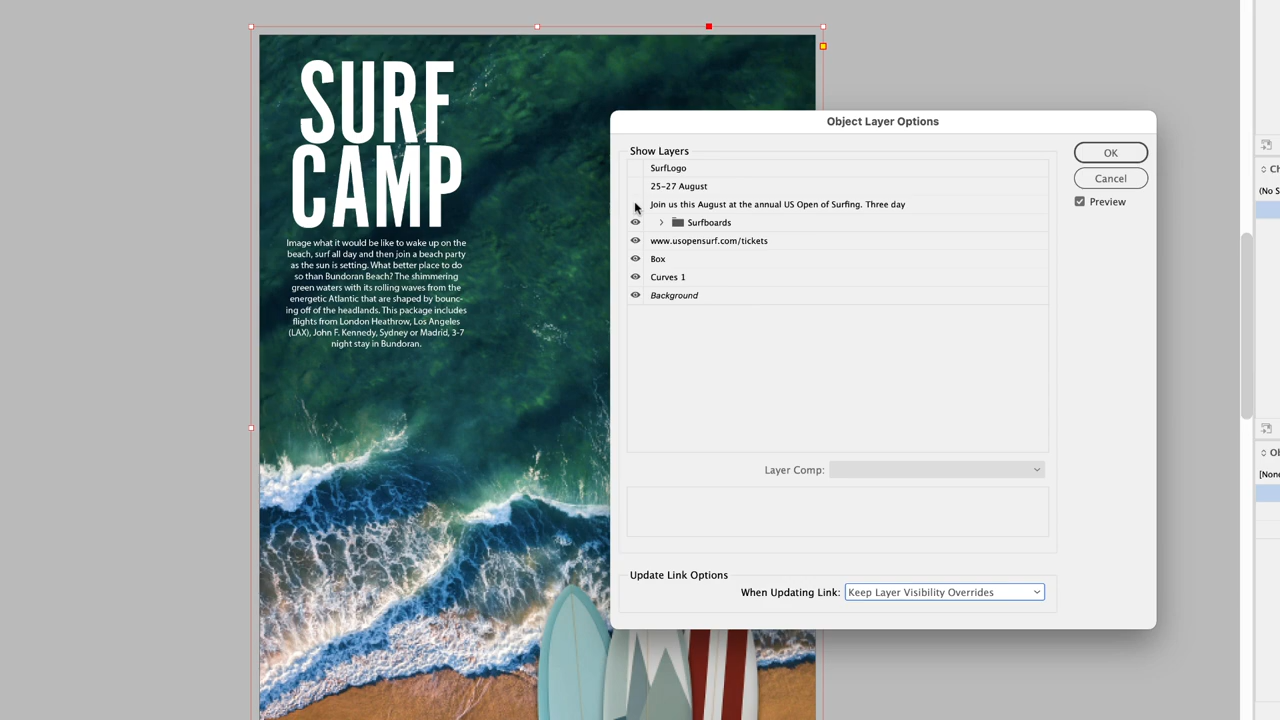 SURF
CAMP
Image what it would be like to wake up on the
beach, surf all day and then join a beach party
as the sun is setting. What better place to do
so than Bundoran Beach? The shimmering
green waters with its rolling waves from the
energetic Atlantic that are shaped by bounc-
ing off of the headlands. This package includes
flights from London Heathrow, Los Angeles
(LAX), John F. Kennedy, Sydney or Madrid, 3-7
night stay in Bundoran.
Object Layer Options
Show Layers
SurfLogo
25-27 August
Join us this August at the annual US Open of Surfing. Three day
Surfboards
www.usopensurf.com/tickets
Box
Curves 1
Background
Layer Comp:
Update Link Options
When Updating Link: Keep Layer Visibility Overrides
OK
Cancel
Preview